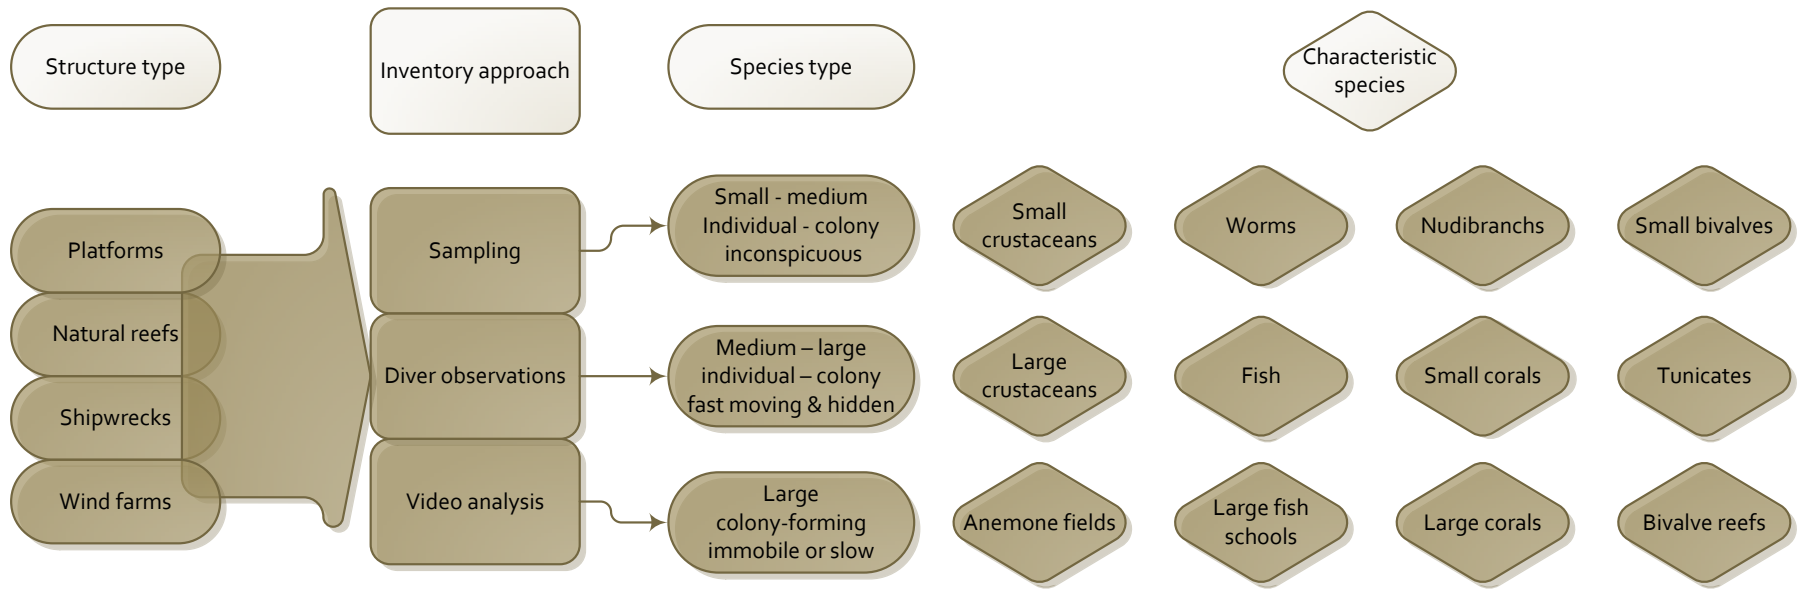 Structure type
Inventory approach
Species type
Characteristic
species
Platforms
Natural reefs
Shipwrecks
Wind farms
Sampling
Diver observations
Video analysis
Small - medium
Individual - colony
inconspicuous
Small
crustaceans
Worms
Nudibranchs
Small bivalves
Medium – large
individual – colony
fast moving & hidden
Large
crustaceans
Fish
Small corals
Tunicates
Large
colony-forming
immobile or slow
Anemone fields
Large fish
schools
Large corals
Bivalve reefs